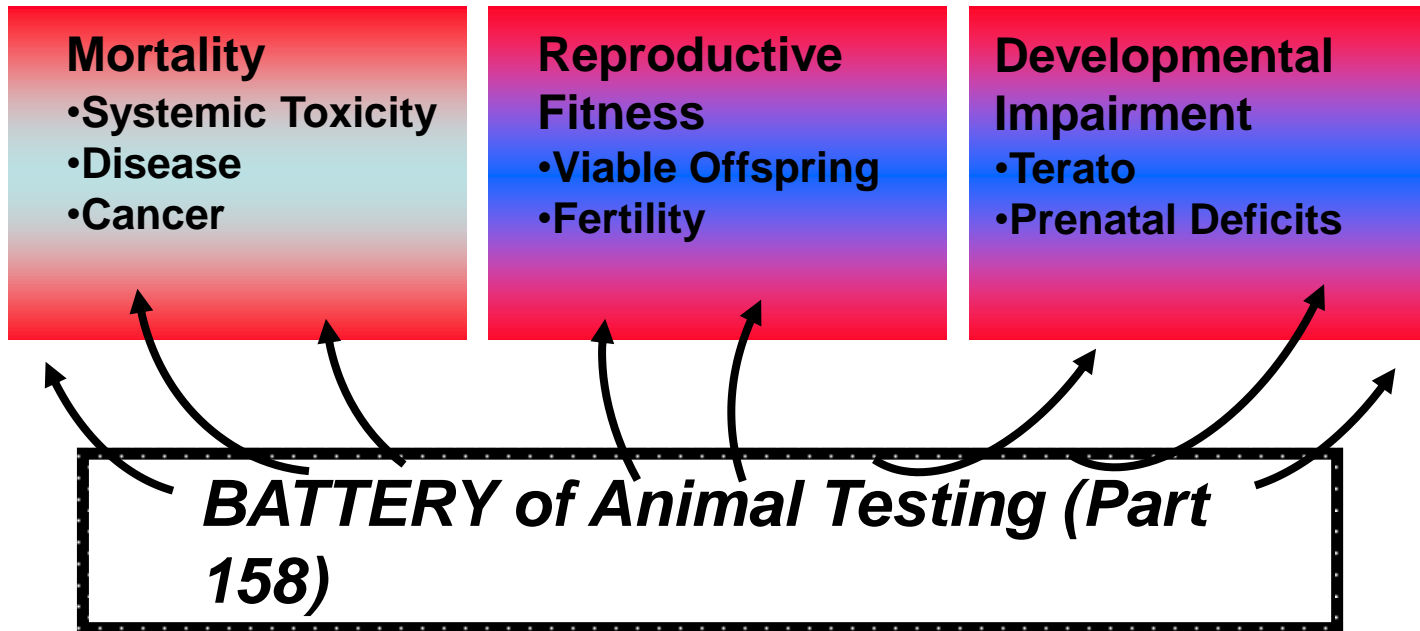 Mortality
•Systemic Toxicity
•Disease
•Cancer
Reproductive
Fitness
•Viable Offspring
•Fertility
Developmental
Impairment
•Terato
•Prenatal Deficits
BATTERY of Animal Testing (Part
158)